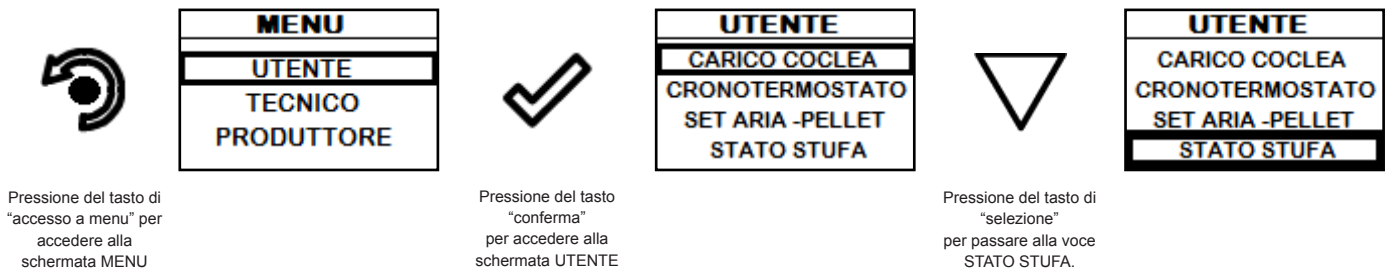 MENU
UTENTE
TECNICO
PRODUTTORE
Pressione del tasto di
“accesso a menu” per
accedere alla
schermata MENU
UTENTE
CARICO COCLEA
CRONOTERMOSTATO
SET ARIA -PELLET
STATO STUFA
Pressione del tasto
“conferma”
per accedere alla
schermata UTENTE
UTENTE
CARICO COCLEA
CRONOTERMOSTATO
SET ARIA -PELLET
STATO STUFA
Pressione del tasto di
“selezione”
per passare alla voce
STATO STUFA.